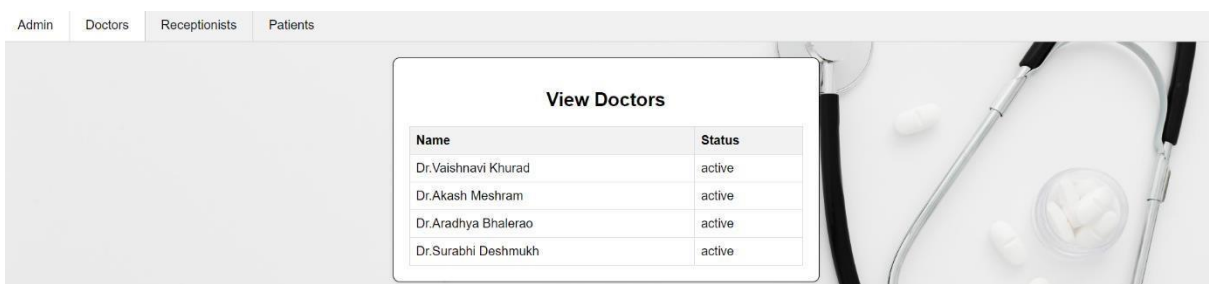 Admin Doctors Receptionists Patients
View Doctors
Name Status
Dr.Vaishnavi Khurad active
Dr.Akash Meshram active
Dr.Aradhya Bhalerao active
Dr.Surabhi Deshmukh active